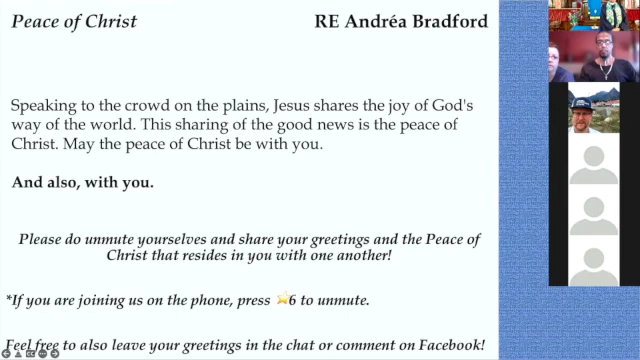 Peace of Christ RE Andréa Bradford
Speaking to the crowd on the plains, Jesus shares the joy of God's
way of the world. This sharing of the good news is the peace of
Christ. May the peace of Christ be with you.
And also, with you.
Please do unmute yourselves and share your greetings and the Peace of
Christ that resides in you with one another!
*If you are joining us on the phone, press ⭐6 to unmute.
Feel free to also leave your greetings in the chat or comment on Facebook!